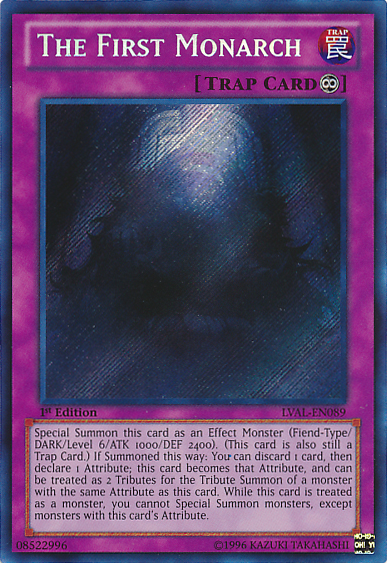 THE FIRST MONARCH
TRAP
罠
[TRAP CARD∞]
1st Edition
LVAL-EN089
Special Summon this card as an Effect Monster (Fiend-Type/
DARK/Level 6/ATK 1000/DEF 2400). (This card is also still a
Trap Card.) If Summoned this way: You can discard 1 card, then
declare 1 Attribute; this card becomes that Attribute, and can
be treated as 2 Tributes for the Tribute Summon of a monster
with the same Attribute as this card. While this card is treated
as a monster, you cannot Special Summon monsters, except
monsters with this card's Attribute.
08522996
©1996 KAZUKI TAKAHASHI